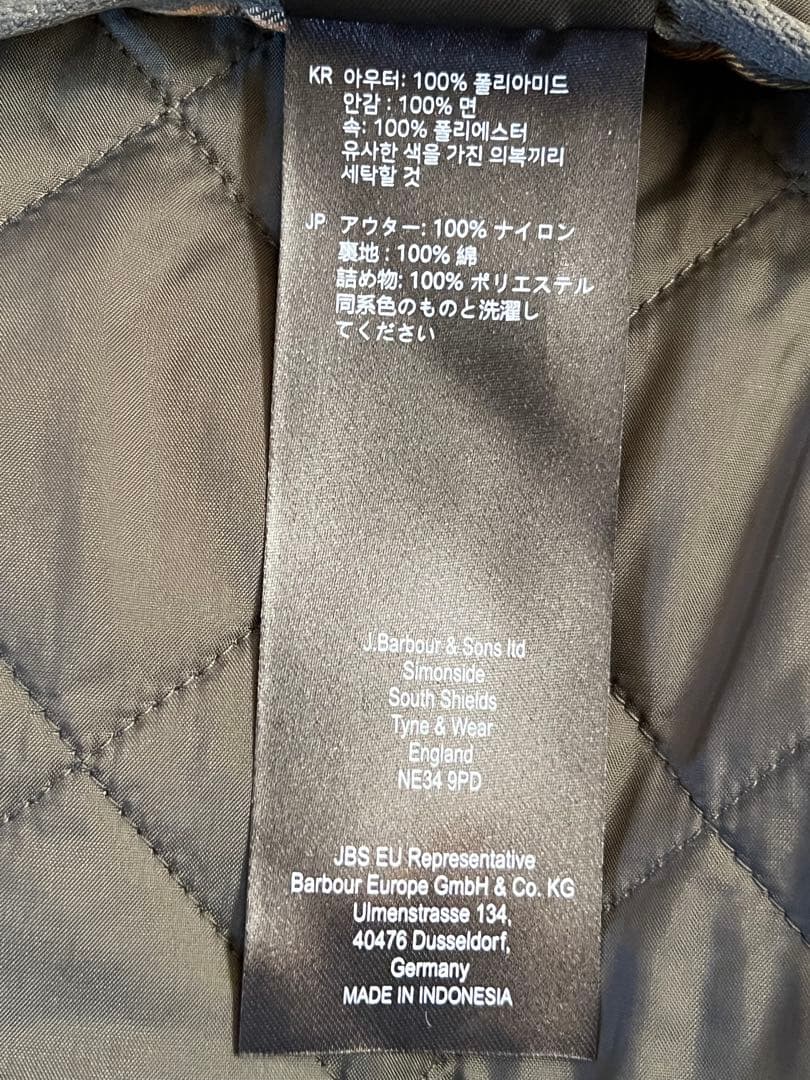 KR 아우터: 100% 폴리아미드
안감 : 100% 면
속: 100% 폴리에스터
유사한 색을 가진 의복끼리
세탁할 것
JP アウター: 100% ナイロン
裏地 : 100% 綿
詰め物: 100% ポリエステル
同系色のものと洗濯し
てください
J.Barbour & Sons ltd
Simonside
South Shields
Tyne & Wear
England
NE34 9PD
JBS EU Representative
Barbour Europe GmbH & Co. KG
Ulmenstrasse 134,
40476 Dusseldorf,
Germany
MADE IN INDONESIA